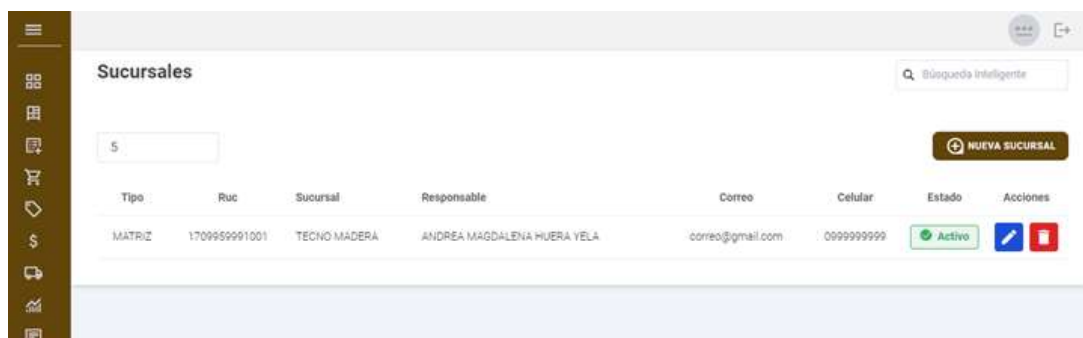 Sucursales
Búsqueda Inteligente
5
NUEVA SUCURSAL
Tipo Ruc Sucursal Responsable Correo Celular Estado Acciones
MATRIZ 1709959991001 TECNO MADERA ANDREA MAGDALENA HUERA YELA correo@gmail.com 0999999999 Activo